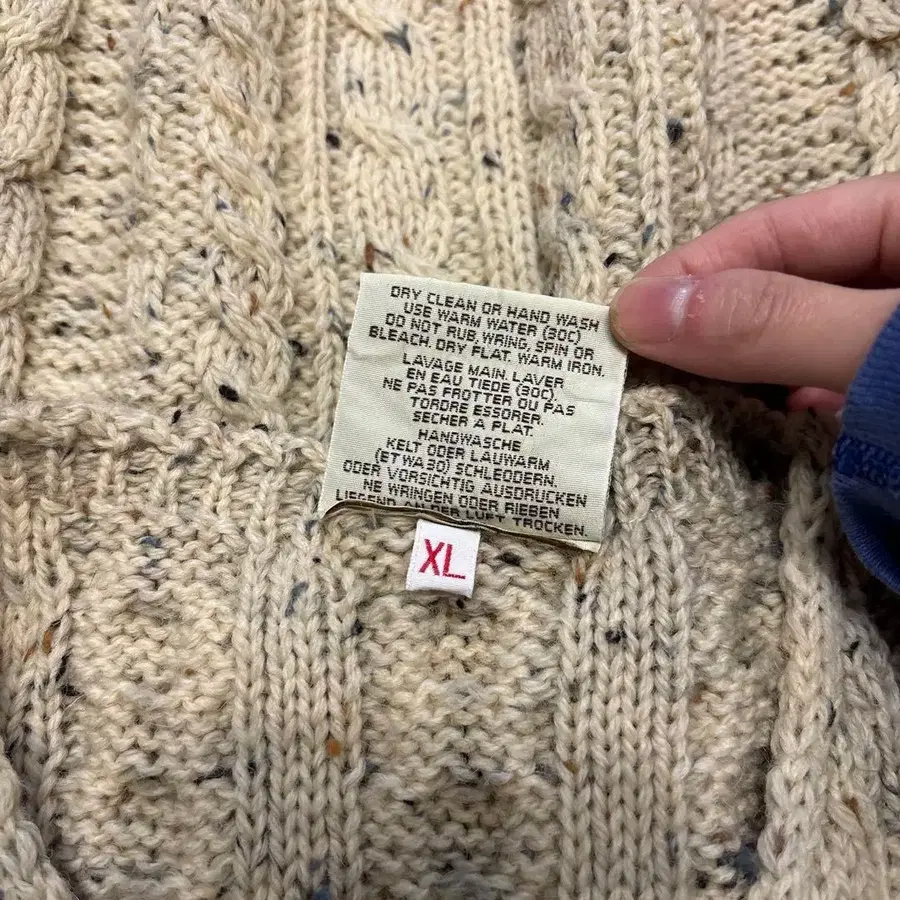 DRY CLEAN OR HAND WASH
USE WARM WATER (30C)
DO NOT RUB, WRING, SPIN OR
BLEACH. DRY FLAT. WARM IRON.
LAVAGE MAIN. LAVER
EN EAU TIEDE (30C).
NE PAS FROTTER OU PAS
TORDRE ESSORER.
SECHER A PLAT.
HANDWASCHE
KELT ODER LAUWARM
(ETWA30) SCHLEODERN.
ODER VORSICHTIG AUSDRUCKEN
NE WRINGEN ODER RIEBEN
LIEGEND AN DER LUFT TROCKEN.
XL